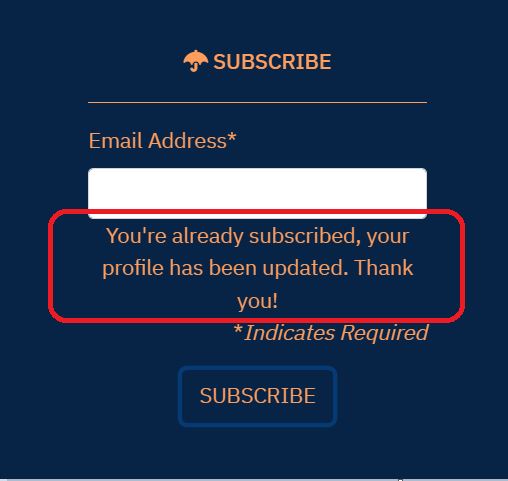 SUBSCRIBE
Email Address*
You're already subscribed, your
profile has been updated. Thank
you!
*Indicates Required
SUBSCRIBE